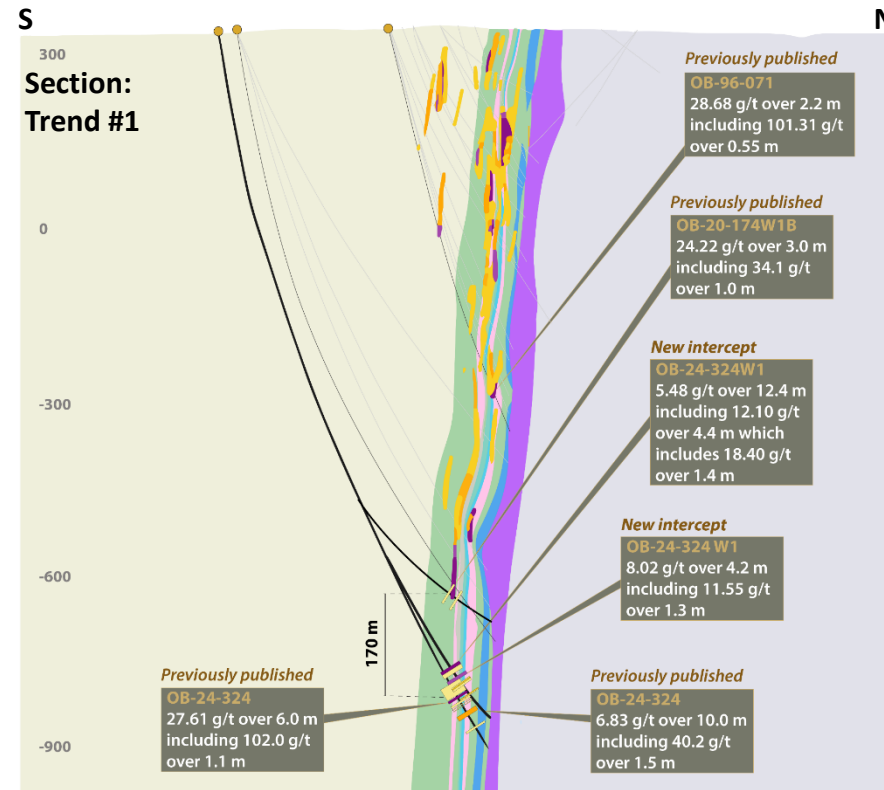 S
N
300
Section:
Trend #1
0
-300
-600
-900
170 m
Previously published
OB-96-071
28.68 g/t over 2.2 m
including 101.31 g/t
over 0.55 m
Previously published
OB-20-174W1B
24.22 g/t over 3.0 m
including 34.1 g/t
over 1.0 m
New intercept
OB-24-324W1
5.48 g/t over 12.4 m
including 12.10 g/t
over 4.4 m which
includes 18.40 g/t
over 1.4 m
New intercept
OB-24-324 W1
8.02 g/t over 4.2 m
including 11.55 g/t
over 1.3 m
Previously published
OB-24-324
27.61 g/t over 6.0 m
including 102.0 g/t
over 1.1 m
Previously published
OB-24-324
6.83 g/t over 10.0 m
including 40.2 g/t
over 1.5 m